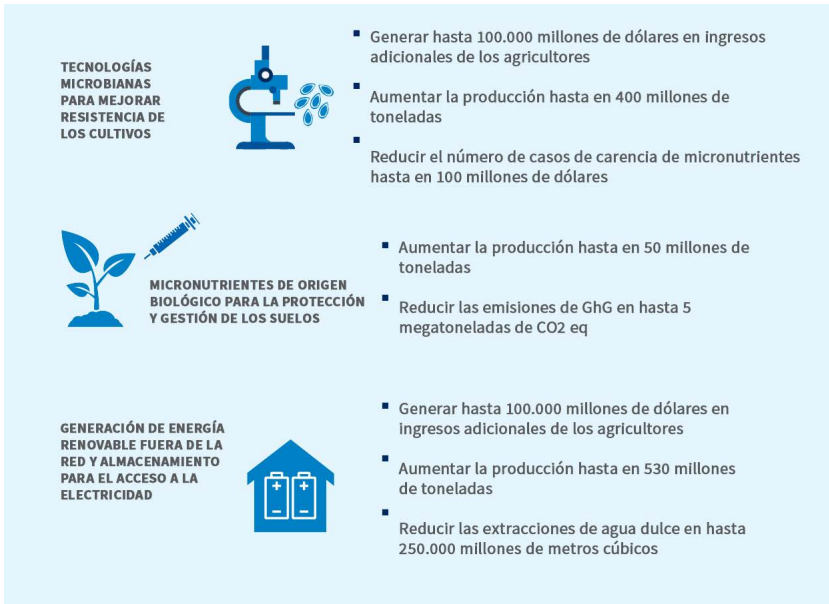 TECNOLOGÍAS
MICROBIANAS
PARA MEJORAR
RESISTENCIA DE
LOS CULTIVOS
▪ Generar hasta 100.000 millones de dólares en ingresos
adicionales de los agricultores
▪ Aumentar la producción hasta en 400 millones de
toneladas
▪ Reducir el número de casos de carencia de micronutrientes
hasta en 100 millones de dólares
MICRONUTRIENTES DE ORIGEN
BIOLÓGICO PARA LA PROTECCIÓN
Y GESTIÓN DE LOS SUELOS
▪ Aumentar la producción hasta en 50 millones de
toneladas
▪ Reducir las emisiones de GhG en hasta 5
megatoneladas de CO2 eq
GENERACIÓN DE ENERGÍA
RENOVABLE FUERA DE LA
RED Y ALMACENAMIENTO
PARA EL ACCESO A LA
ELECTRICIDAD
▪ Generar hasta 100.000 millones de dólares en
ingresos adicionales de los agricultores
▪ Aumentar la producción hasta en 530 millones
de toneladas
▪ Reducir las extracciones de agua dulce en hasta
250.000 millones de metros cúbicos